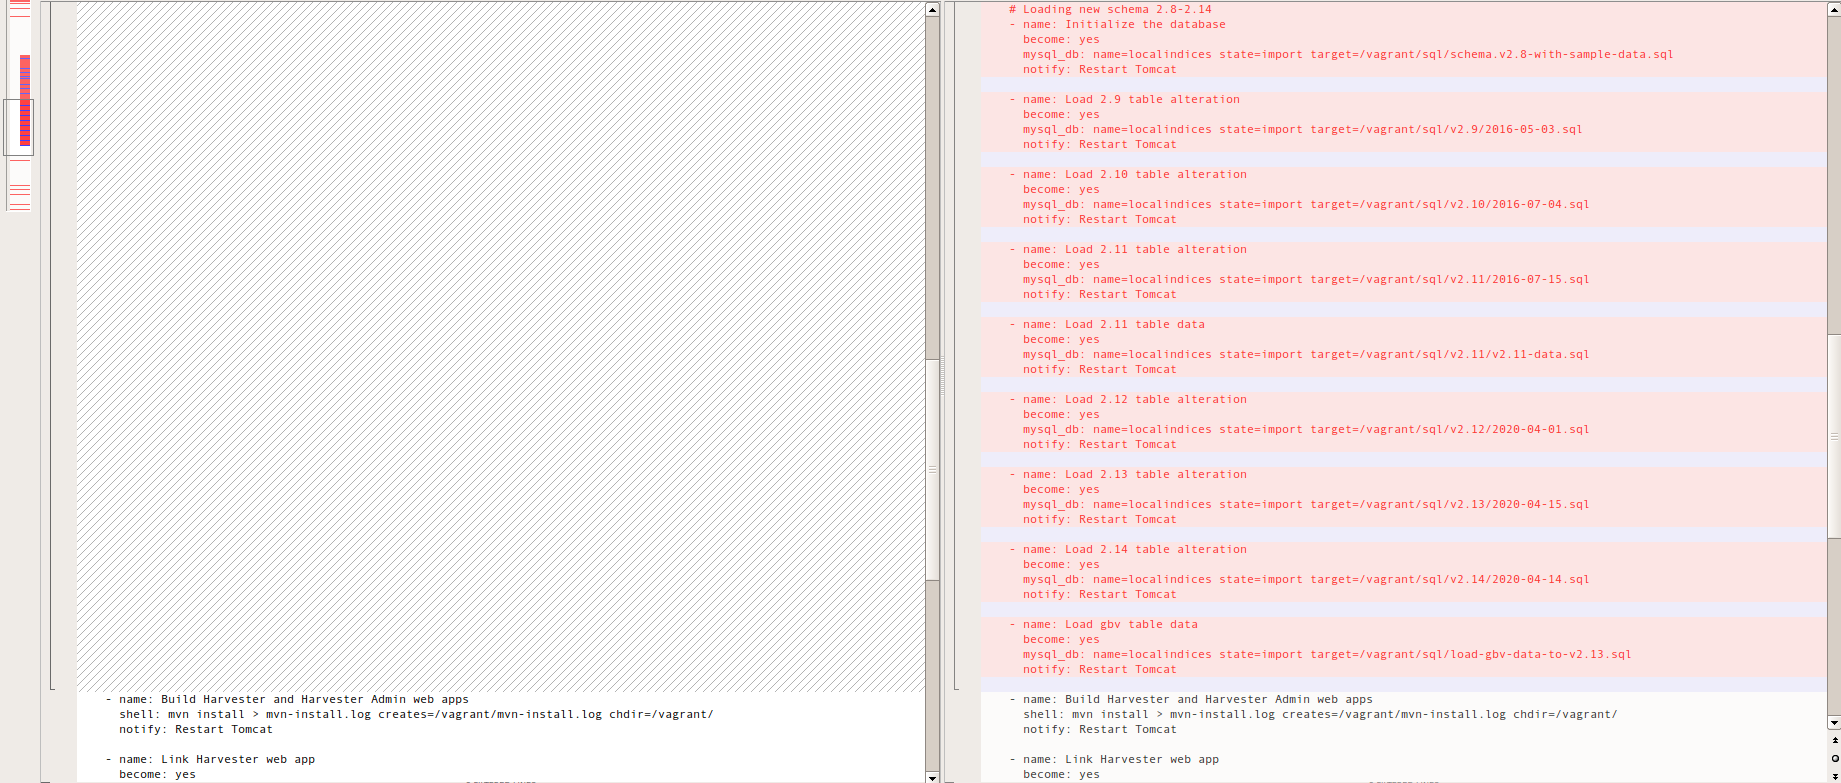 # Loading new schema 2.8-2.14
- name: Initialize the database
become: yes
mysql_db: name=localindices state=import target=/vagrant/sql/schema.v2.8-with-sample-data.sql
notify: Restart Tomcat
- name: Load 2.9 table alteration
become: yes
mysql_db: name=localindices state=import target=/vagrant/sql/v2.9/2016-05-03.sql
notify: Restart Tomcat
- name: Load 2.10 table alteration
become: yes
mysql_db: name=localindices state=import target=/vagrant/sql/v2.10/2016-07-04.sql
notify: Restart Tomcat
- name: Load 2.11 table alteration
become: yes
mysql_db: name=localindices state=import target=/vagrant/sql/v2.11/2016-07-15.sql
notify: Restart Tomcat
- name: Load 2.11 table data
become: yes
mysql_db: name=localindices state=import target=/vagrant/sql/v2.11/v2.11-data.sql
notify: Restart Tomcat
- name: Load 2.12 table alteration
become: yes
mysql_db: name=localindices state=import target=/vagrant/sql/v2.12/2020-04-01.sql
notify: Restart Tomcat
- name: Load 2.13 table alteration
become: yes
mysql_db: name=localindices state=import target=/vagrant/sql/v2.13/2020-04-15.sql
notify: Restart Tomcat
- name: Load 2.14 table alteration
become: yes
mysql_db: name=localindices state=import target=/vagrant/sql/v2.14/2020-04-14.sql
notify: Restart Tomcat
- name: Load gbv table data
become: yes
mysql_db: name=localindices state=import target=/vagrant/sql/load-gbv-data-to-v2.13.sql
notify: Restart Tomcat
- name: Build Harvester and Harvester Admin web apps
shell: mvn install > mvn-install.log creates=/vagrant/mvn-install.log chdir=/vagrant/
notify: Restart Tomcat
- name: Link Harvester web app
become: yes
- name: Build Harvester and Harvester Admin web apps
shell: mvn install > mvn-install.log creates=/vagrant/mvn-install.log chdir=/vagrant/
notify: Restart Tomcat
- name: Link Harvester web app
become: yes